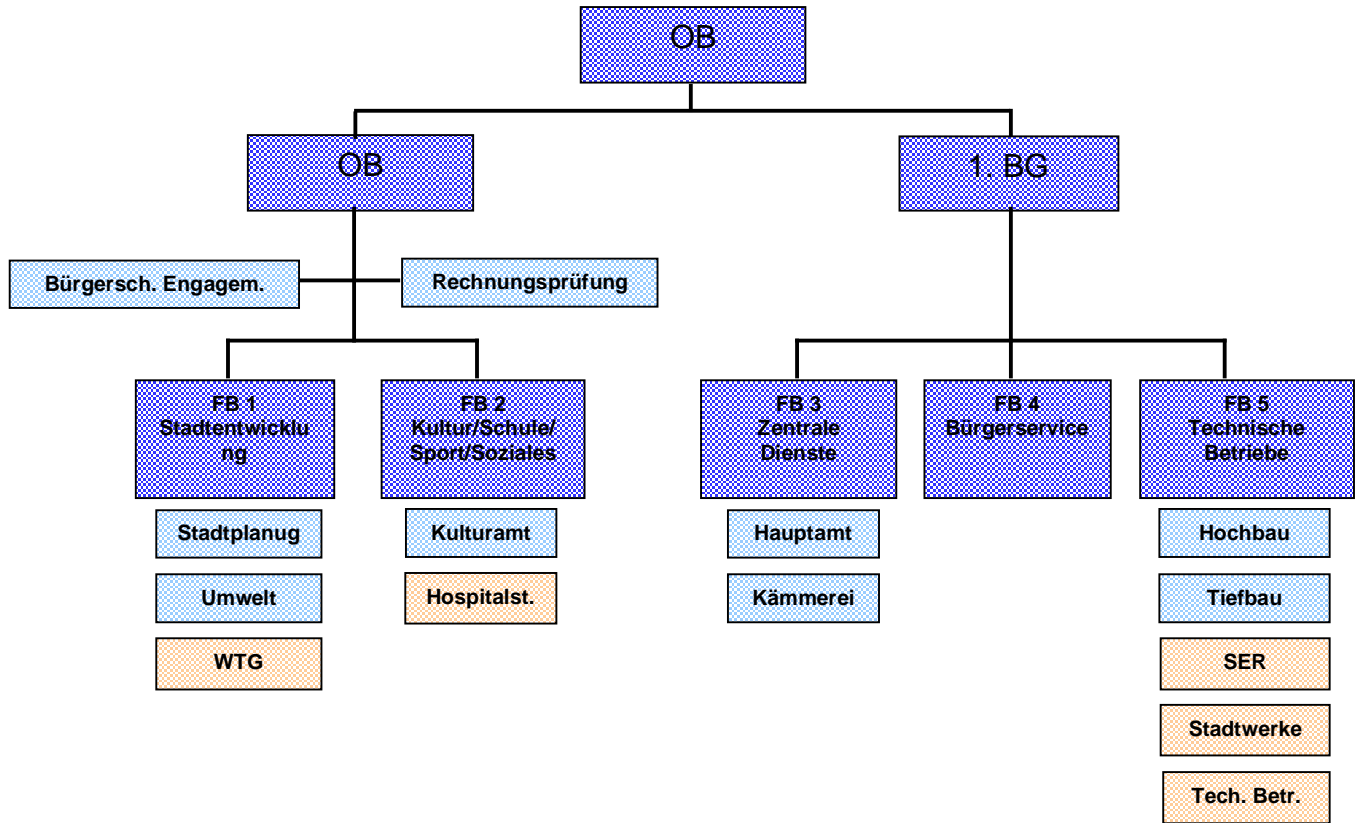 OB
OB
1. BG
Bürgersch. Engagem.
Rechnungsprüfung
FB 1
Stadtentwicklu
ng
FB 2
Kultur/Schule/
Sport/Soziales
FB 3
Zentrale
Dienste
FB 4
Bürgerservice
FB 5
Technische
Betriebe
Stadtplanug
Umwelt
WTG
Kulturamt
Hospitalst.
Hauptamt
Kämmerei
Hochbau
Tiefbau
SER
Stadtwerke
Tech. Betr.